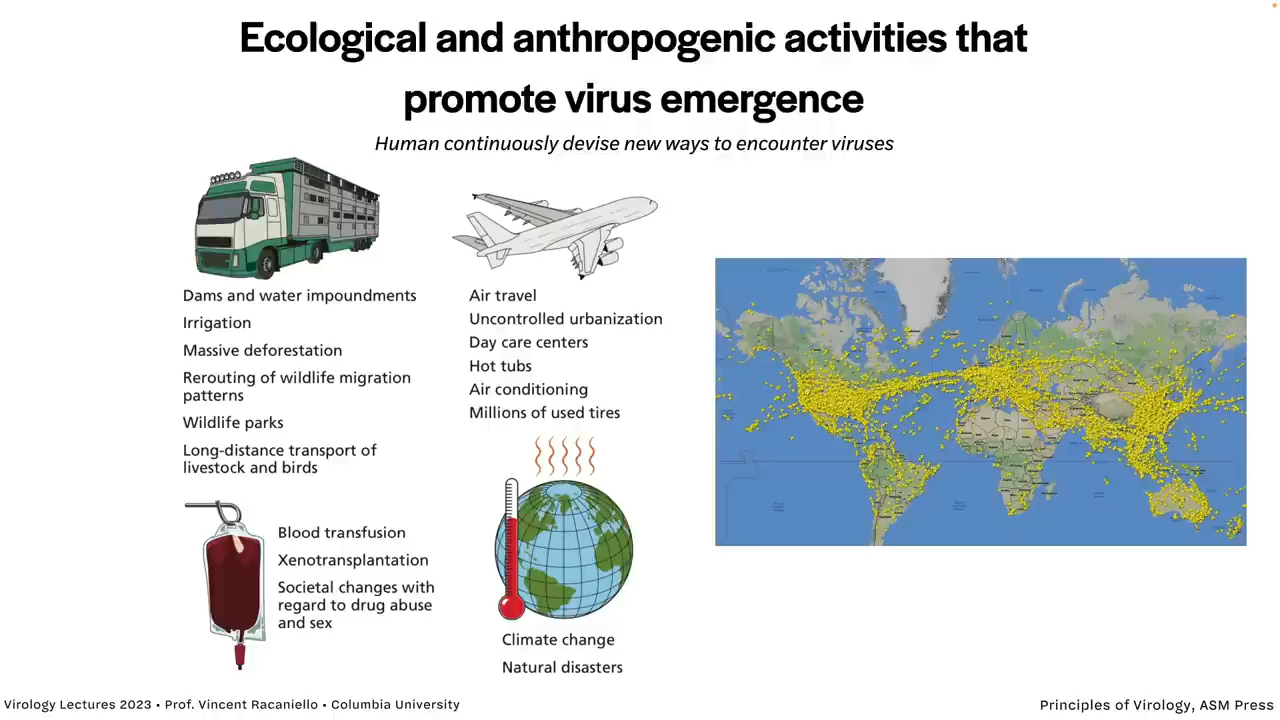 Ecological and anthropogenic activities that
promote virus emergence
Human continuously devise new ways to encounter viruses
Dams and water impoundments
Irrigation
Massive deforestation
Rerouting of wildlife migration
patterns
Wildlife parks
Long-distance transport of
livestock and birds
Air travel
Uncontrolled urbanization
Day care centers
Hot tubs
Air conditioning
Millions of used tires
Blood transfusion
Xenotransplantation
Societal changes with
regard to drug abuse
and sex
Climate change
Natural disasters
Virology Lectures 2023 • Prof. Vincent Racaniello • Columbia University
Principles of Virology, ASM Press